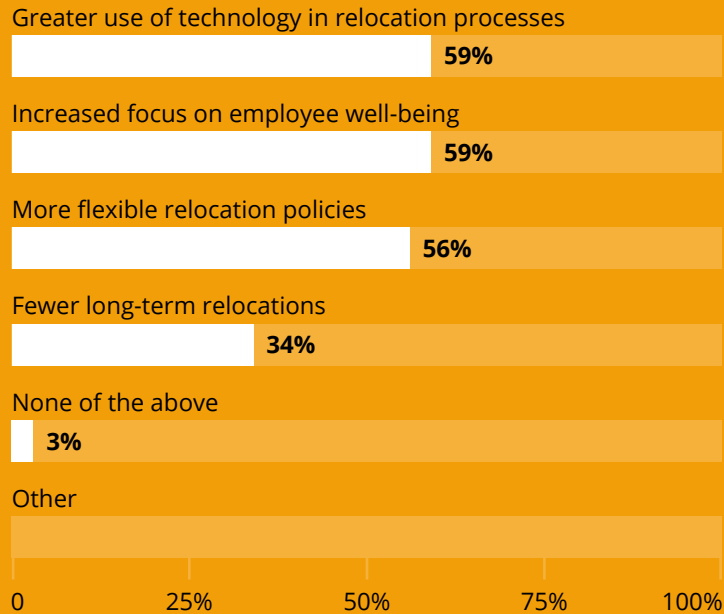 Greater use of technology in relocation processes
59%
Increased focus on employee well-being
59%
More flexible relocation policies
56%
Fewer long-term relocations
34%
None of the above
3%
Other
0 25% 50% 75% 100%